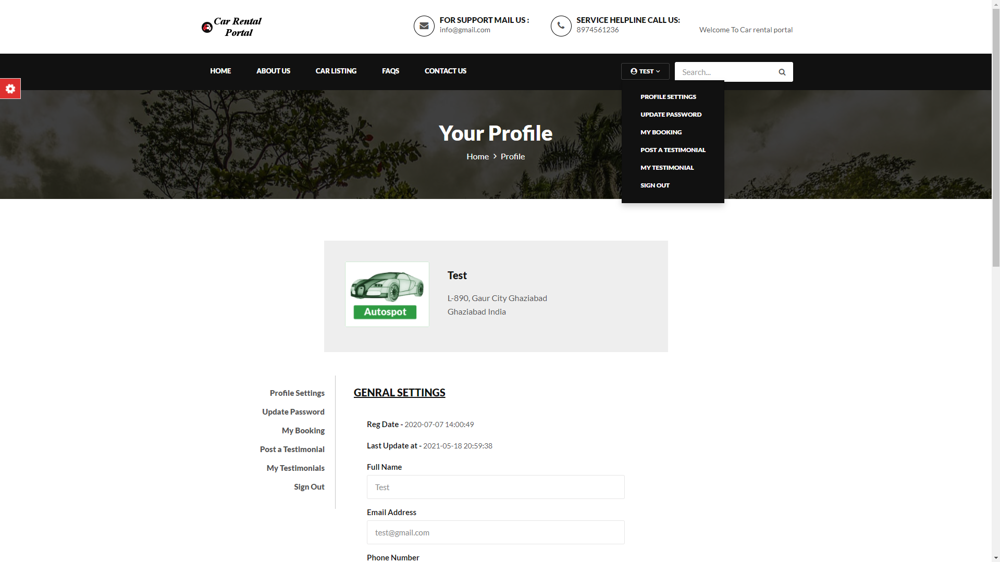 Car Rental
Portal
FOR SUPPORT MAIL US :
info@gmail.com
SERVICE HELPLINE CALL US:
8974561236
Welcome To Car rental portal
HOME
ABOUT US
CAR LISTING
FAQS
CONTACT US
TEST
Search...
PROFILE SETTINGS
UPDATE PASSWORD
MY BOOKING
POST A TESTIMONIAL
MY TESTIMONIAL
SIGN OUT
Your Profile
Home
Profile
Autospot
Test
L-890, Gaur City Ghaziabad
Ghaziabad India
Profile Settings
Update Password
My Booking
Post a Testimonial
My Testimonials
Sign Out
GENRAL SETTINGS
Reg Date - 2020-07-07 14:00:49
Last Update at - 2021-05-18 20:59:38
Full Name
Test
Email Address
test@gmail.com
Phone Number